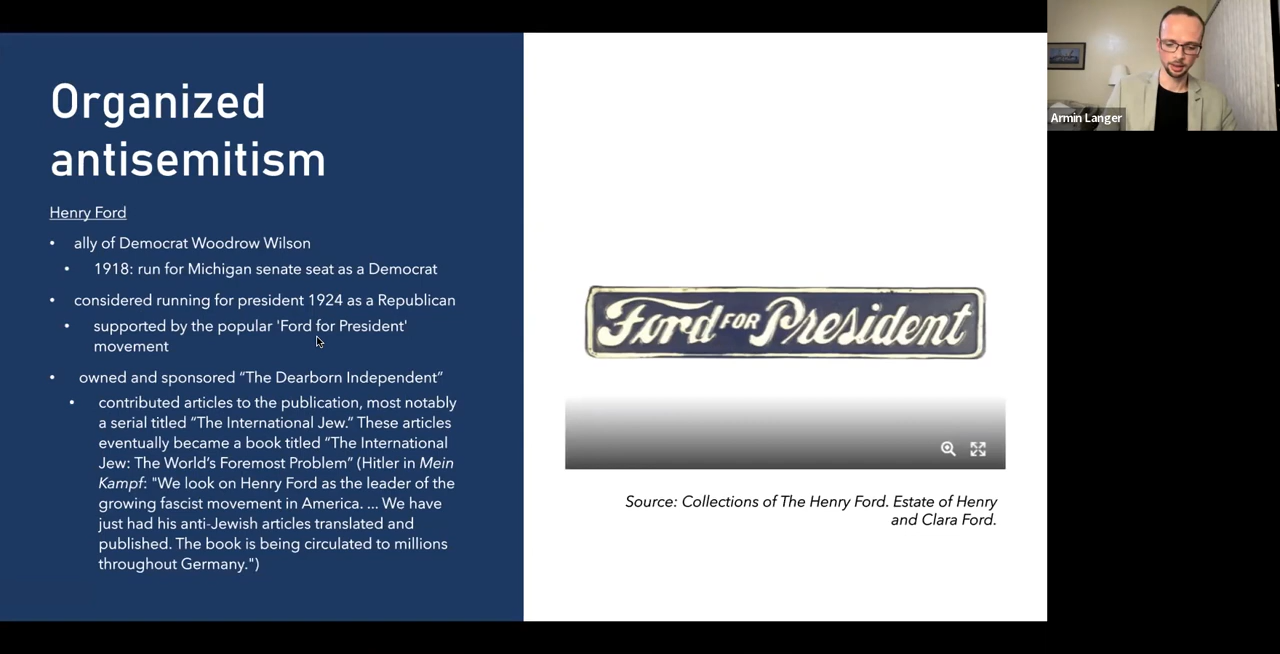 Organized
antisemitism
Henry Ford
• ally of Democrat Woodrow Wilson
• 1918: run for Michigan senate seat as a Democrat
• considered running for president 1924 as a Republican
• supported by the popular 'Ford for President'
movement
• owned and sponsored “The Dearborn Independent”
• contributed articles to the publication, most notably
a serial titled “The International Jew.” These articles
eventually became a book titled “The International
Jew: The World’s Foremost Problem” (Hitler in Mein
Kampf: "We look on Henry Ford as the leader of the
growing fascist movement in America. ... We have
just had his anti-Jewish articles translated and
published. The book is being circulated to millions
throughout Germany.")
Ford FOR President
Source: Collections of The Henry Ford. Estate of Henry
and Clara Ford.
Armin Langer